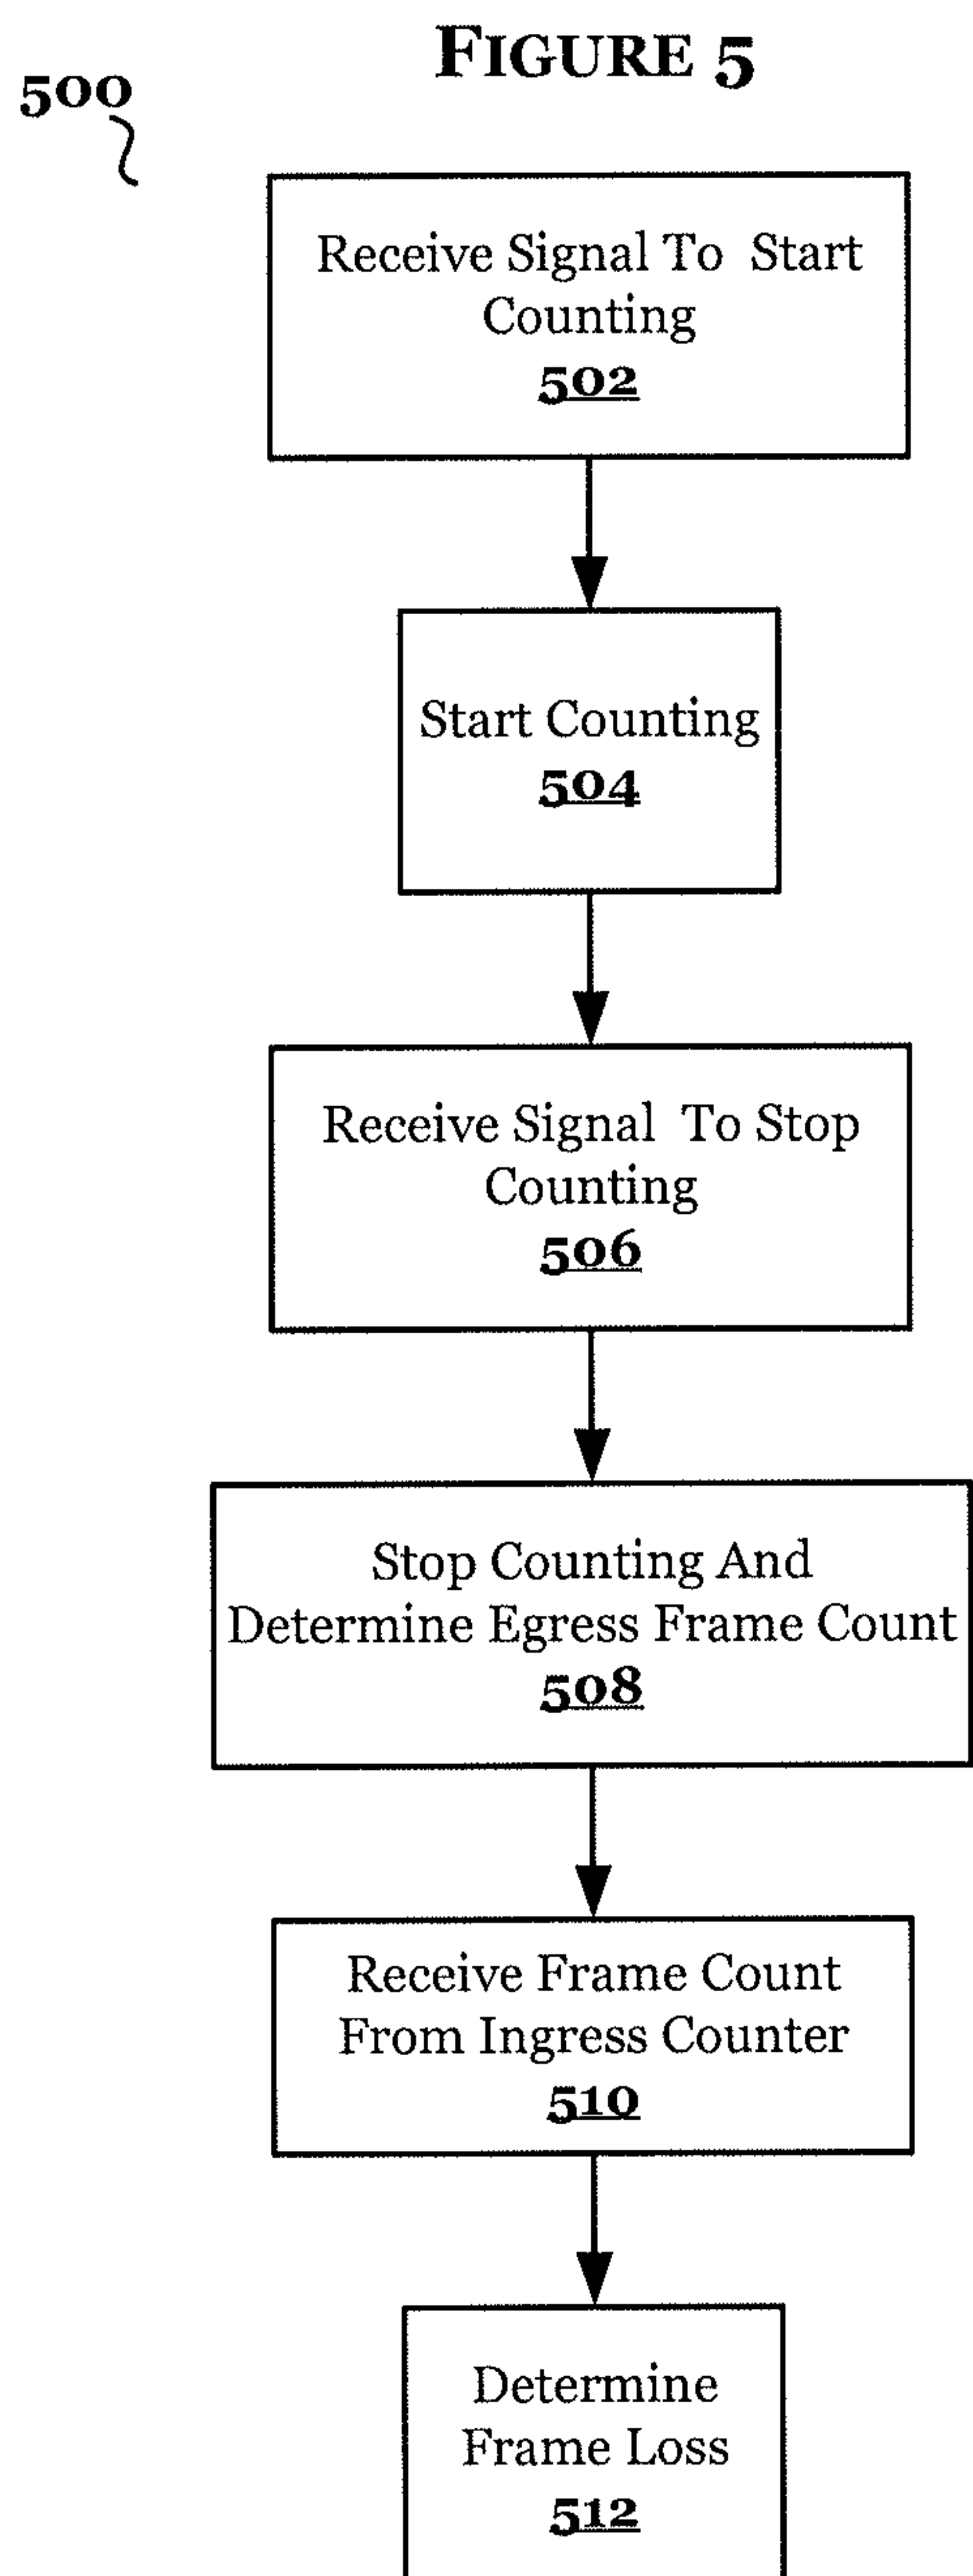 FIGURE 5
500
Receive Signal To Start
Counting
502
Start Counting
504
Receive Signal To Stop
Counting
506
Stop Counting And
Determine Egress Frame Count
508
Receive Frame Count
From Ingress Counter
510
Determine
Frame Loss
512